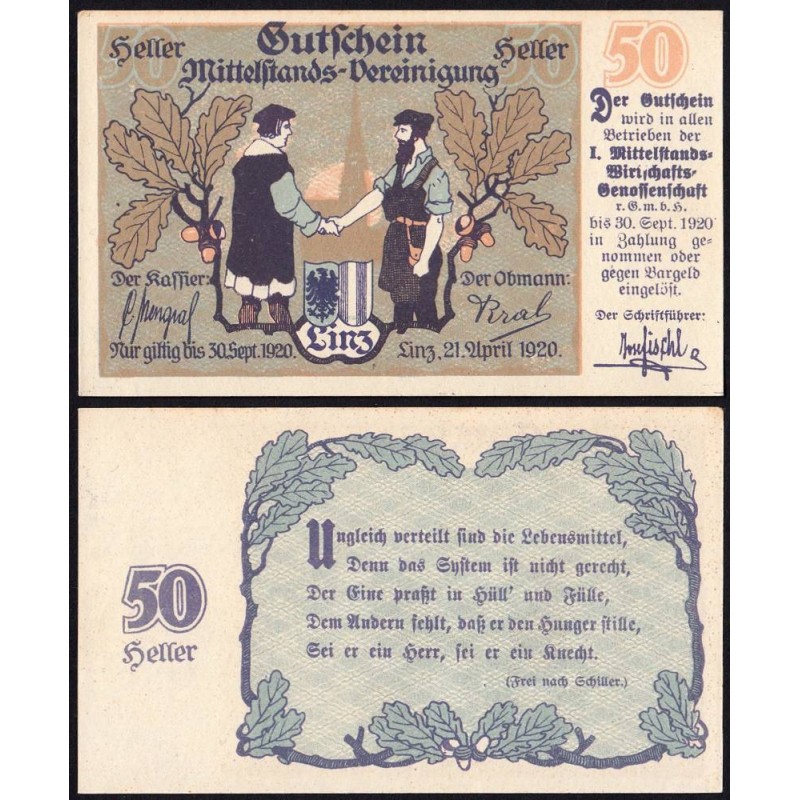 50 Heller Gutschein Heller 50
Mittelstands-Vereinigung
Der Kassier:
Der Obmann:
Kral
Linz
Nur giltig bis 30. Sept. 1920.
Linz, 21. April 1920.
50
Der Gutschein
wird in allen
Betrieben der
I. Mittelstands-
Wirtschafts-
Genossenschaft
r. G. m. b. H.
bis 30. Sept. 1920
in Zahlung ge-
nommen oder
gegen Bargeld
eingelöst.
Der Schriftführer:
50
Heller
Ungleich verteilt sind die Lebensmittel,
Denn das System ist nicht gerecht,
Der Eine praßt in Hüll' und Fülle,
Dem Andern fehlt, daß er den Hunger stille,
Sei er ein Herr, sei er ein Knecht.
(Frei nach Schiller.)